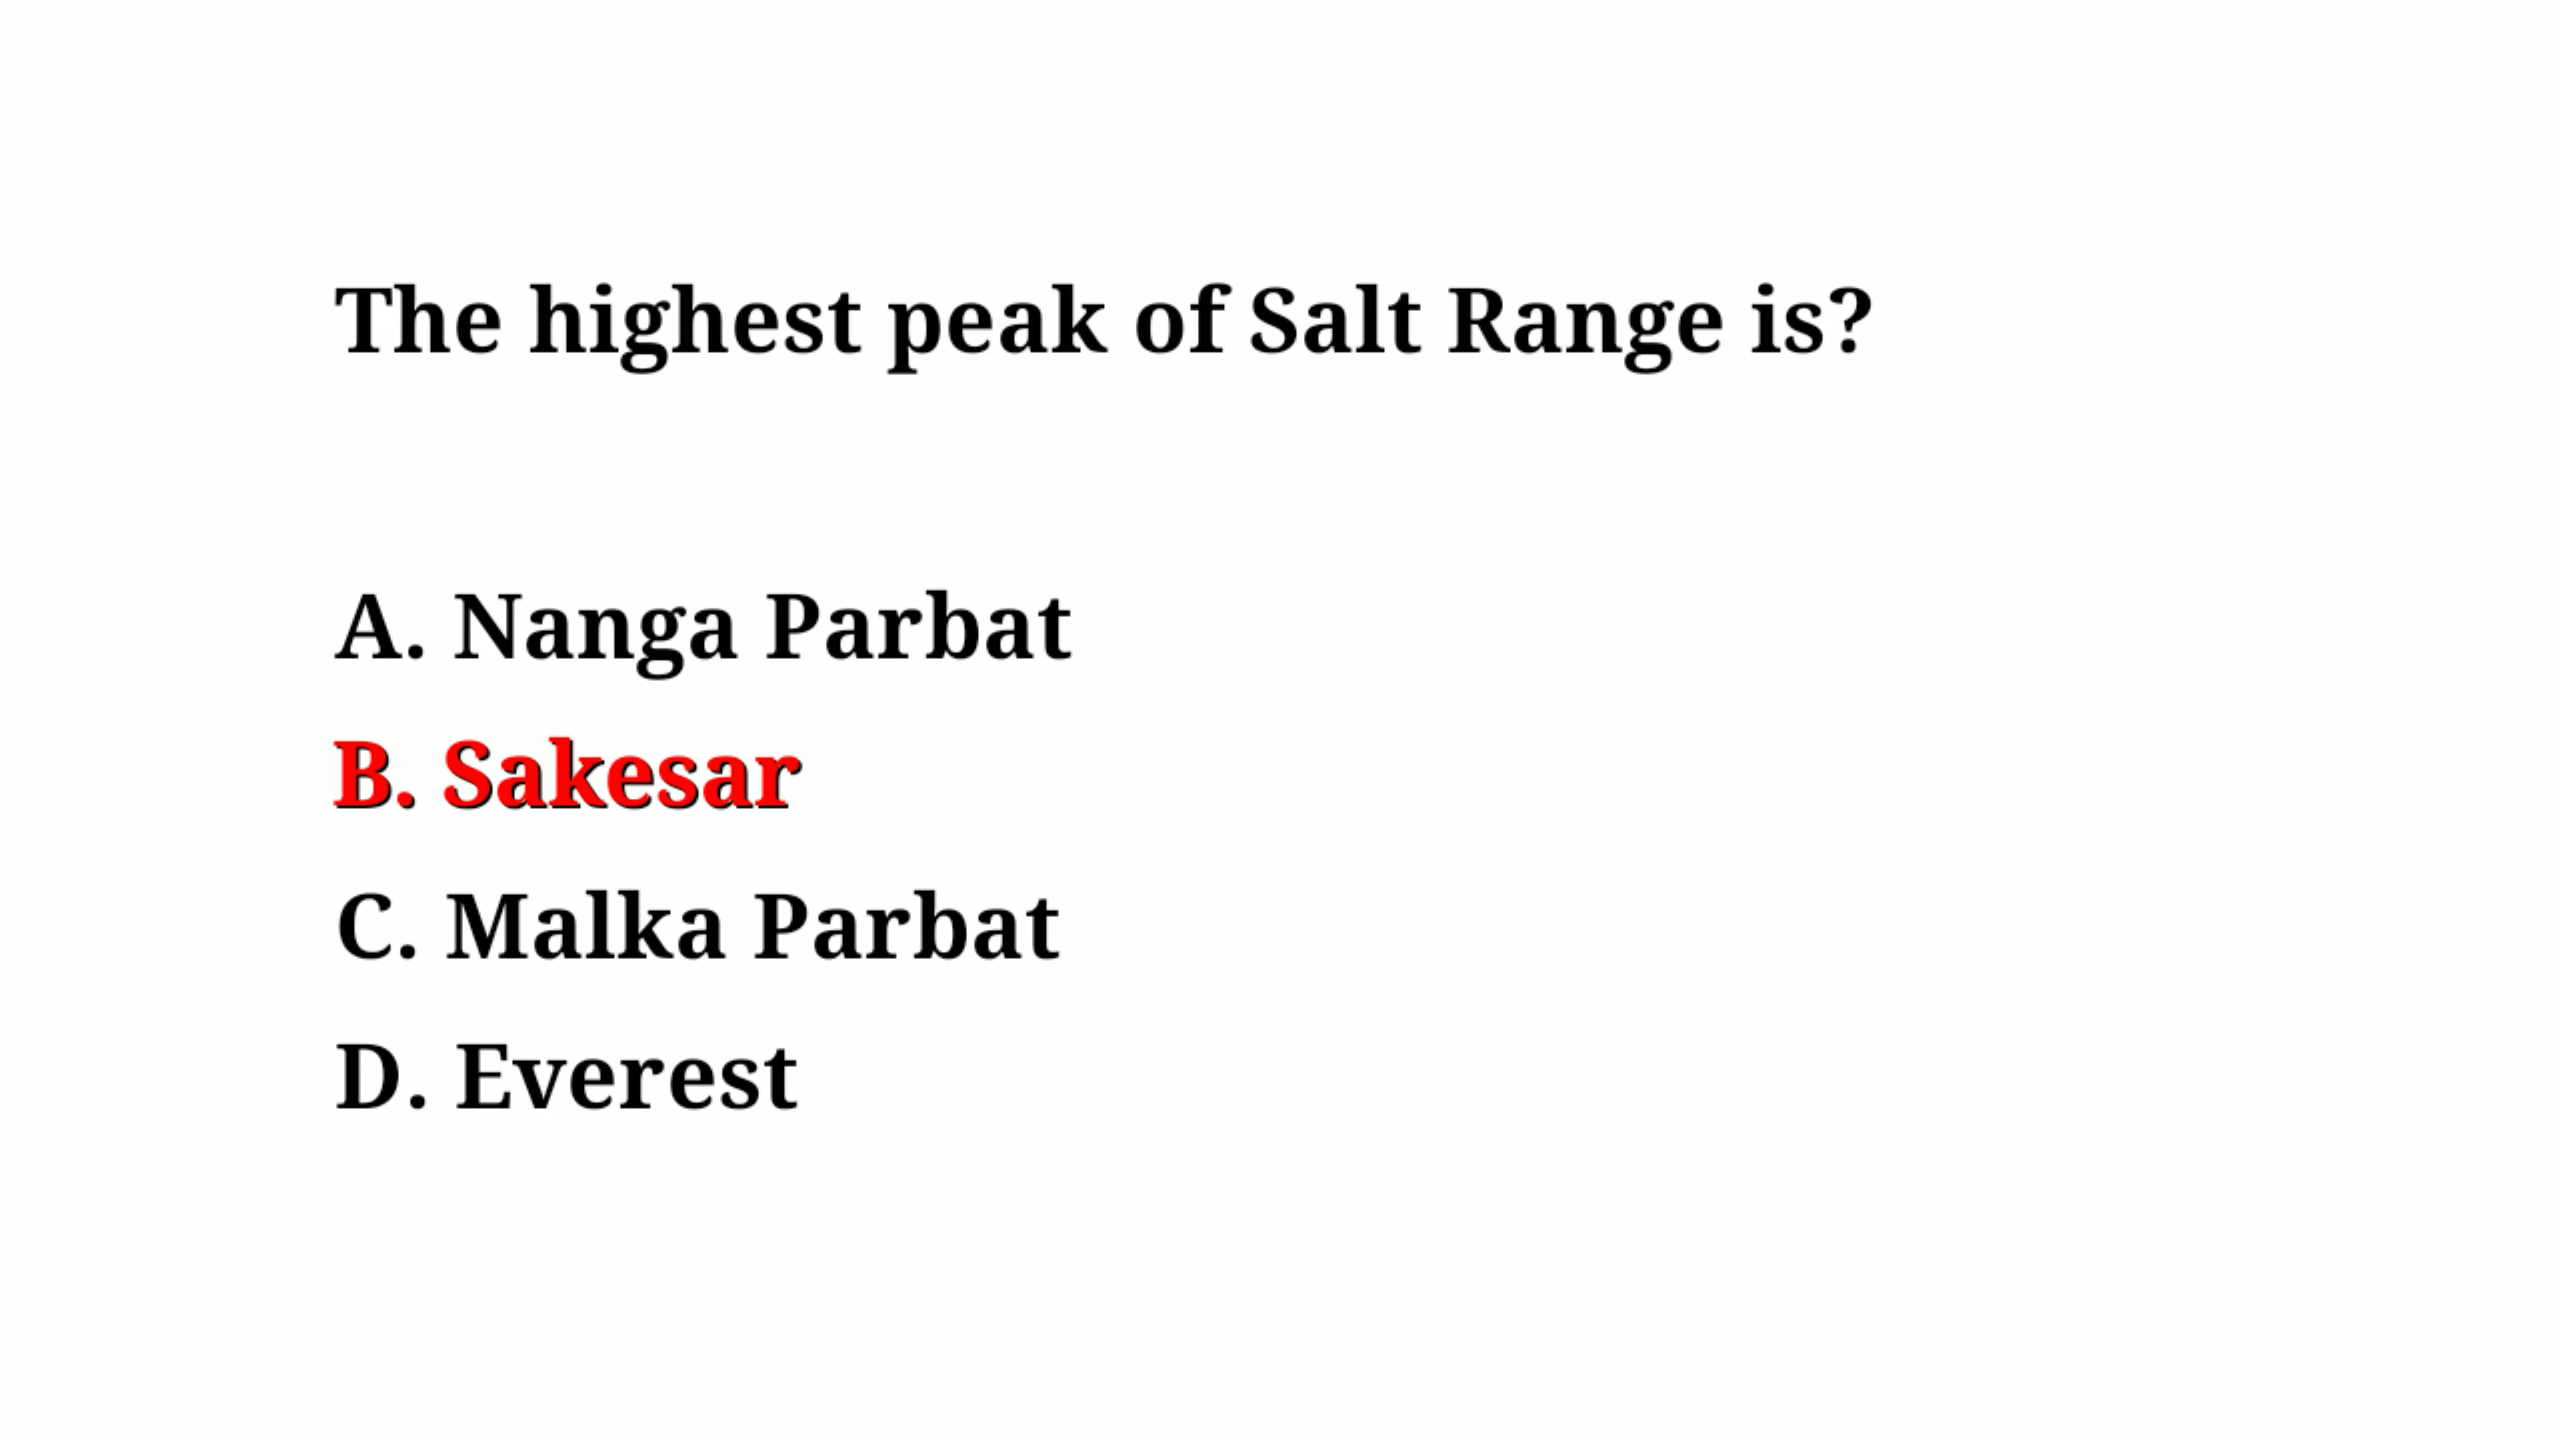 The highest peak of Salt Range is?
A. Nanga Parbat
B. Sakesar
C. Malka Parbat
D. Everest